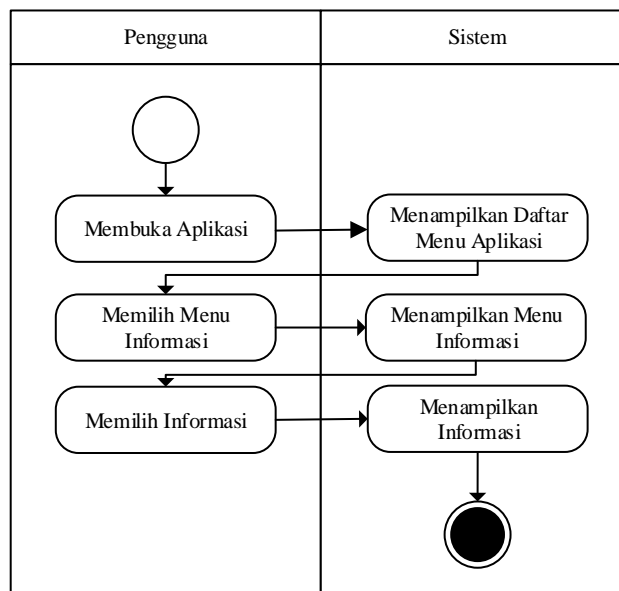 Pengguna
Sistem
Membuka Aplikasi
Menampilkan Daftar
Menu Aplikasi
Memilih Menu
Informasi
Menampilkan Menu
Informasi
Memilih Informasi
Menampilkan
Informasi